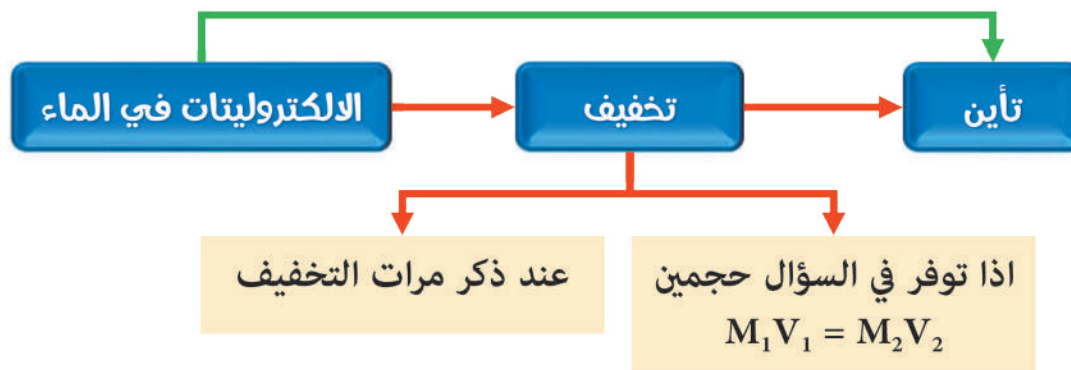 الالكتروليتات في الماء
تخفيف
تأين
عند ذكر مرات التخفيف
اذا توفر في السؤال حجمين
M₁V₁ = M₂V₂